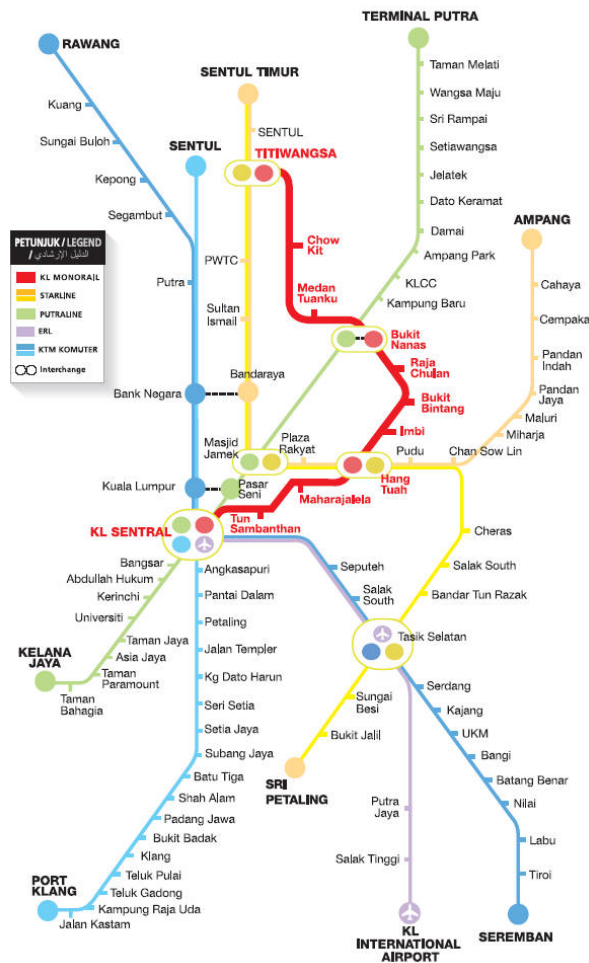 TERMINAL PUTRA
RAWANG
Taman Melati
SENTUL TIMUR
Wangsa Maju
Kuang
Sri Rampai
SENTUL
Sungai Buloh
SENTUL
Setiawangsa
TITIWANGSA
Jelatek
Kepong
Dato Keramat
Segambut
AMPANG
Damai
PETUNJUK / LEGEND
/ الدليل الإرشادي
Chow
Kit
Ampang Park
PWTC
KL MONORAIL
Putra
Medan
Tuanku
KLCC
Cahaya
STARLINE
Kampung Baru
PUTRALINE
Sultan
Ismail
Cempaka
ERL
Bukit
Nanas
KTM KOMUTER
Pandan
Indah
Interchange
Raja
Chulan
Bandaraya
Bank Negara
Bukit
Bintang
Pandan
Jaya
Maluri
Imbi
Miharja
Masjid
Jamek
Plaza
Rakyat
Pudu
Chan Sow Lin
Hang
Tuah
Kuala Lumpur
Pasar
Seni
Maharajalela
KL SENTRAL
Tun
Sambanthan
Cheras
Bangsar
Angkasapuri
Seputeh
Salak South
Abdullah Hukum
Salak
South
Kerinchi
Pantai Dalam
Bandar Tun Razak
Universiti
Petaling
Taman Jaya
Tasik Selatan
KELANA
JAYA
Asia Jaya
Jalan Templer
Taman
Paramount
Kg Dato Harun
Serdang
Taman
Bahagia
Seri Setia
Sungai
Besi
Kajang
Setia Jaya
Bukit Jalil
UKM
Subang Jaya
Bangi
Batu Tiga
SRI
PETALING
Batang Benar
Shah Alam
Putra
Jaya
Nilai
Padang Jawa
Bukit Badak
Labu
Klang
Salak Tinggi
PORT
KLANG
Teluk Pulai
Tiroi
Teluk Gadong
Kampung Raja Uda
Jalan Kastam
KL
INTERNATIONAL
AIRPORT
SEREMBAN